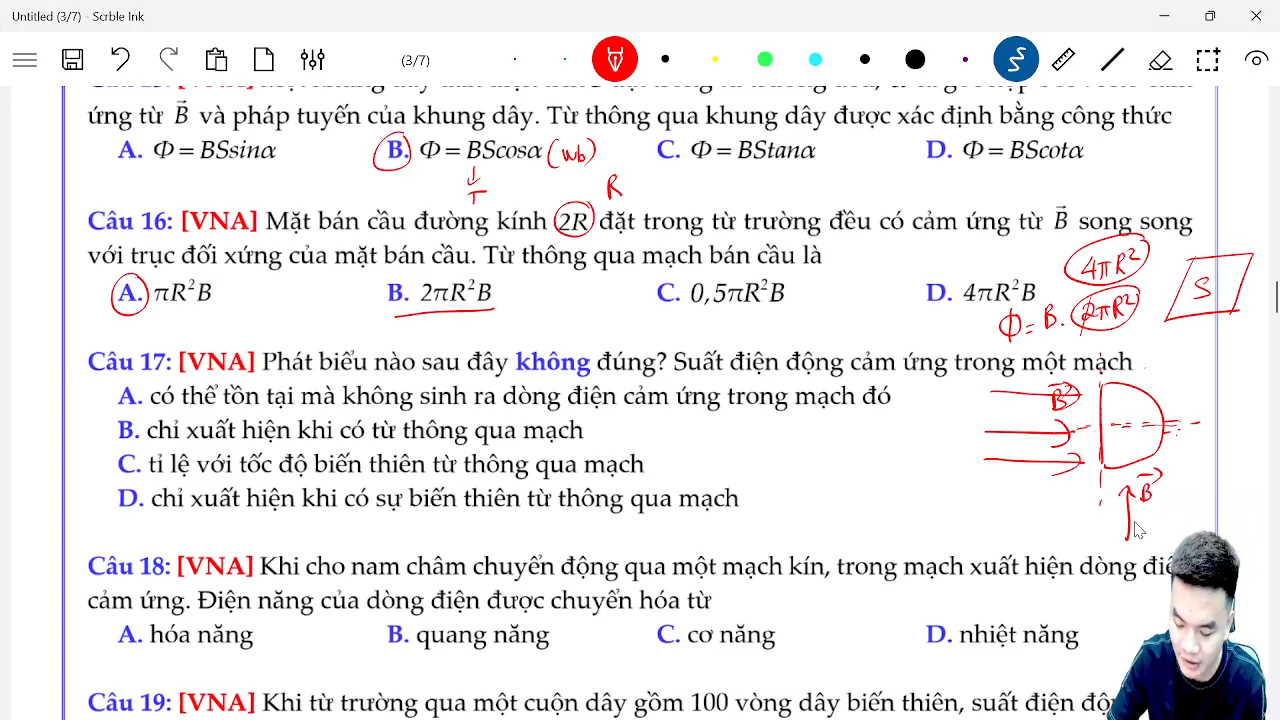 Untitled (3/7) - Scrble Ink
(3/7)
ứng từ B⃗ và pháp tuyến của khung dây. Từ thông qua khung dây được xác định bằng công thức
A. Φ = BSsinα B. Φ = BScosα (Wb) C. Φ = BStanα D. Φ = BScotα
T
R
Câu 16: [VNA] Mặt bán cầu đường kính 2R đặt trong từ trường đều có cảm ứng từ B⃗ song song
với trục đối xứng của mặt bán cầu. Từ thông qua mạch bán cầu là
4πR²
A. πR²B B. 2πR²B C. 0,5πR²B D. 4πR²B
S
Φ = B. 2πR²
Câu 17: [VNA] Phát biểu nào sau đây không đúng? Suất điện động cảm ứng trong một mạch
A. có thể tồn tại mà không sinh ra dòng điện cảm ứng trong mạch đó
B⃗
B. chỉ xuất hiện khi có từ thông qua mạch
C. tỉ lệ với tốc độ biến thiên từ thông qua mạch
D. chỉ xuất hiện khi có sự biến thiên từ thông qua mạch
B⃗
Câu 18: [VNA] Khi cho nam châm chuyển động qua một mạch kín, trong mạch xuất hiện dòng
cảm ứng. Điện năng của dòng điện được chuyển hóa từ
A. hóa năng B. quang năng C. cơ năng D. nhiệt năng
Câu 19: [VNA] Khi từ trường qua một cuộn dây gồm 100 vòng dây biến thiên, suất điện